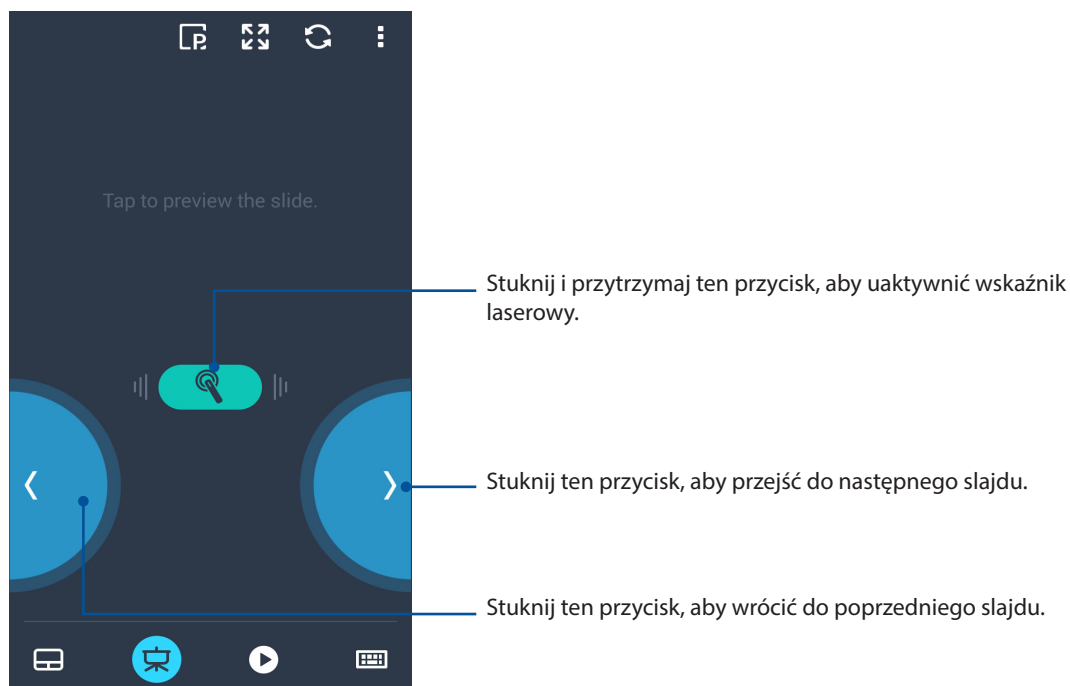 P
Tap to preview the slide.
Stuknij i przytrzymaj ten przycisk, aby uaktywnić wskaźnik
laserowy.
Stuknij ten przycisk, aby przejść do następnego slajdu.
Stuknij ten przycisk, aby wrócić do poprzedniego slajdu.